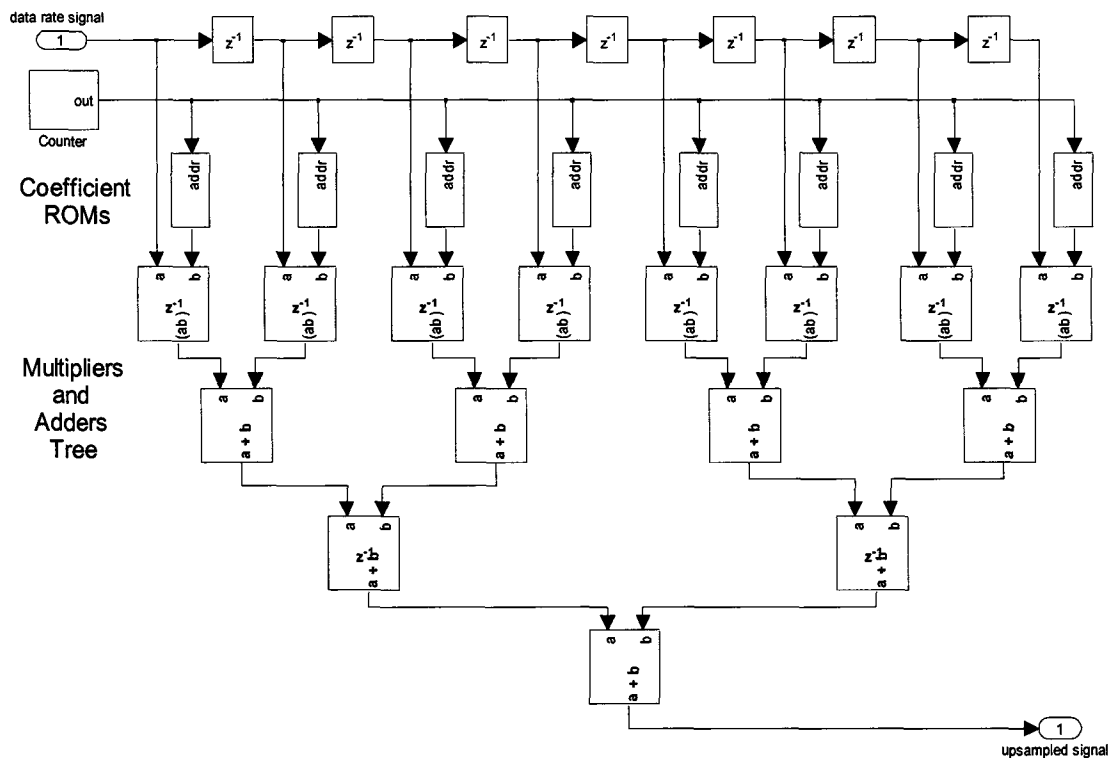 data rate signal
1
z⁻¹ z⁻¹ z⁻¹ z⁻¹ z⁻¹ z⁻¹ z⁻¹
out
Counter
addr addr addr addr addr addr addr addr
Coefficient
ROMs
a b a b a b a b a b a b a b a b
z⁻¹ z⁻¹ z⁻¹ z⁻¹ z⁻¹ z⁻¹ z⁻¹ z⁻¹
(ab) (ab) (ab) (ab) (ab) (ab) (ab) (ab)
Multipliers
and
Adders
Tree
a b a b a b a b
a + b a + b a + b a + b
a b a b
z⁻¹ z⁻¹
a + b a + b
a b
a + b
1
upsampled signal